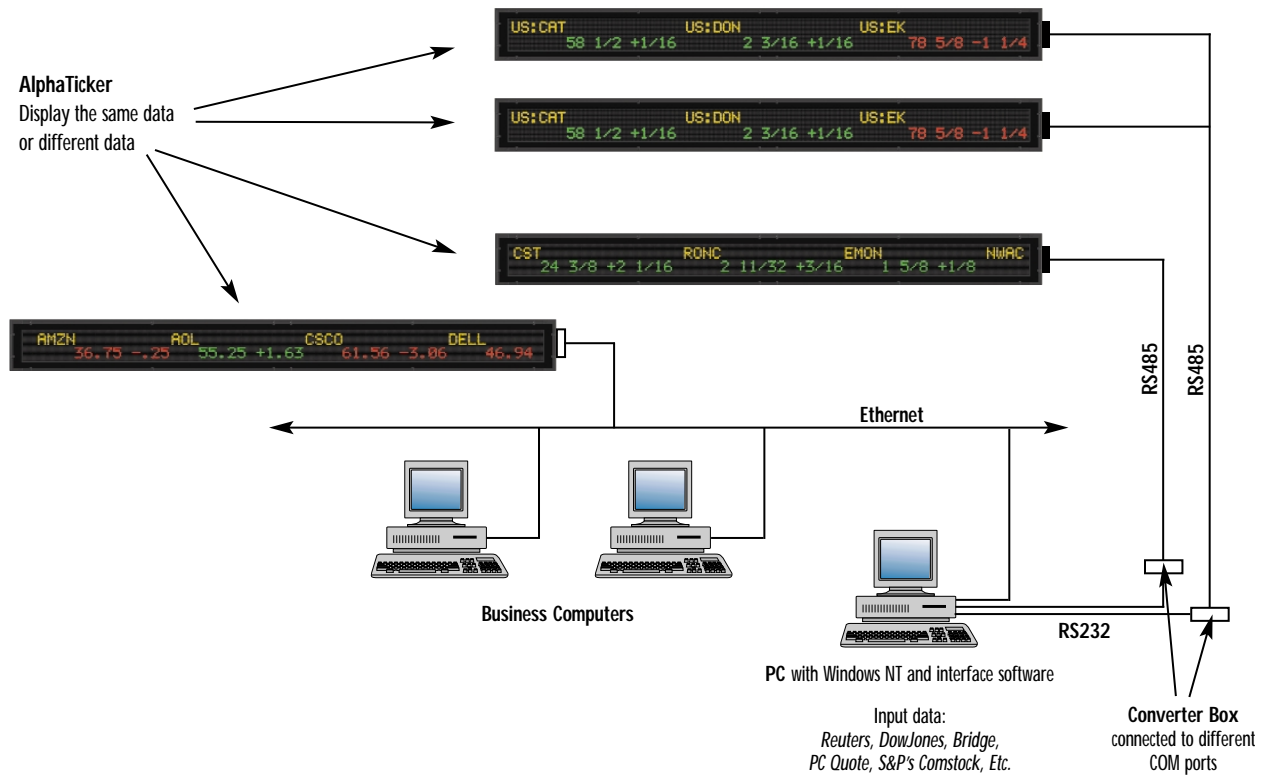 US:CAT US:DON US:EK
58 1/2 +1/16 2 3/16 +1/16 78 5/8 -1 1/4
AlphaTicker
Display the same data
or different data
US:CAT US:DON US:EK
58 1/2 +1/16 2 3/16 +1/16 78 5/8 -1 1/4
CST RONC EMON NWAC
24 3/8 +2 1/16 2 11/32 +3/16 1 5/8 +1/8
AMZN AOL CSCO DELL
36.75 -.25 55.25 +1.63 61.56 -3.06 46.94
RS485
RS485
Ethernet
Business Computers
RS232
PC with Windows NT and interface software
Input data:
Reuters, DowJones, Bridge,
PC Quote, S&P's Comstock, Etc.
Converter Box
connected to different
COM ports